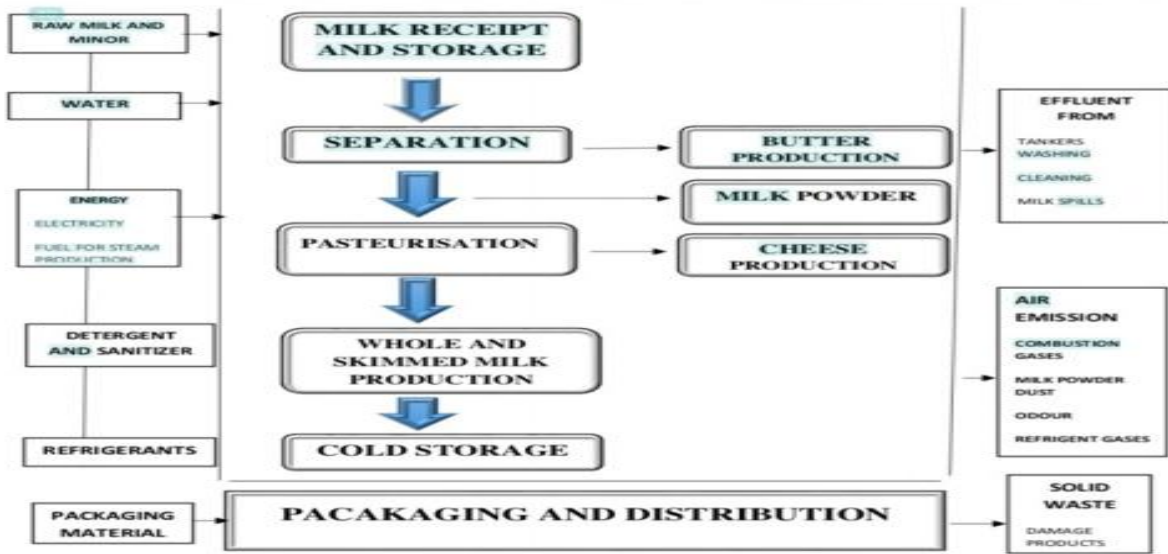 RAW MILK AND
MINOR
WATER
ENERGY
ELECTRICITY
FUEL FOR STEAM
PRODUCTION
DETERGENT
AND SANITIZER
REFRIGERANTS
PACKAGING
MATERIAL
MILK RECEIPT
AND STORAGE
SEPARATION
PASTEURISATION
WHOLE AND
SKIMMED MILK
PRODUCTION
COLD STORAGE
BUTTER
PRODUCTION
MILK POWDER
CHEESE
PRODUCTION
PACAKAGING AND DISTRIBUTION
EFFLUENT
FROM
TANKERS
WASHING
CLEANING
MILK SPILLS
AIR
EMISSION
COMBUSTION
GASES
MILK POWDER
DUST
ODOUR
REFRIGENT GASES
SOLID
WASTE
DAMAGE
PRODUCTS